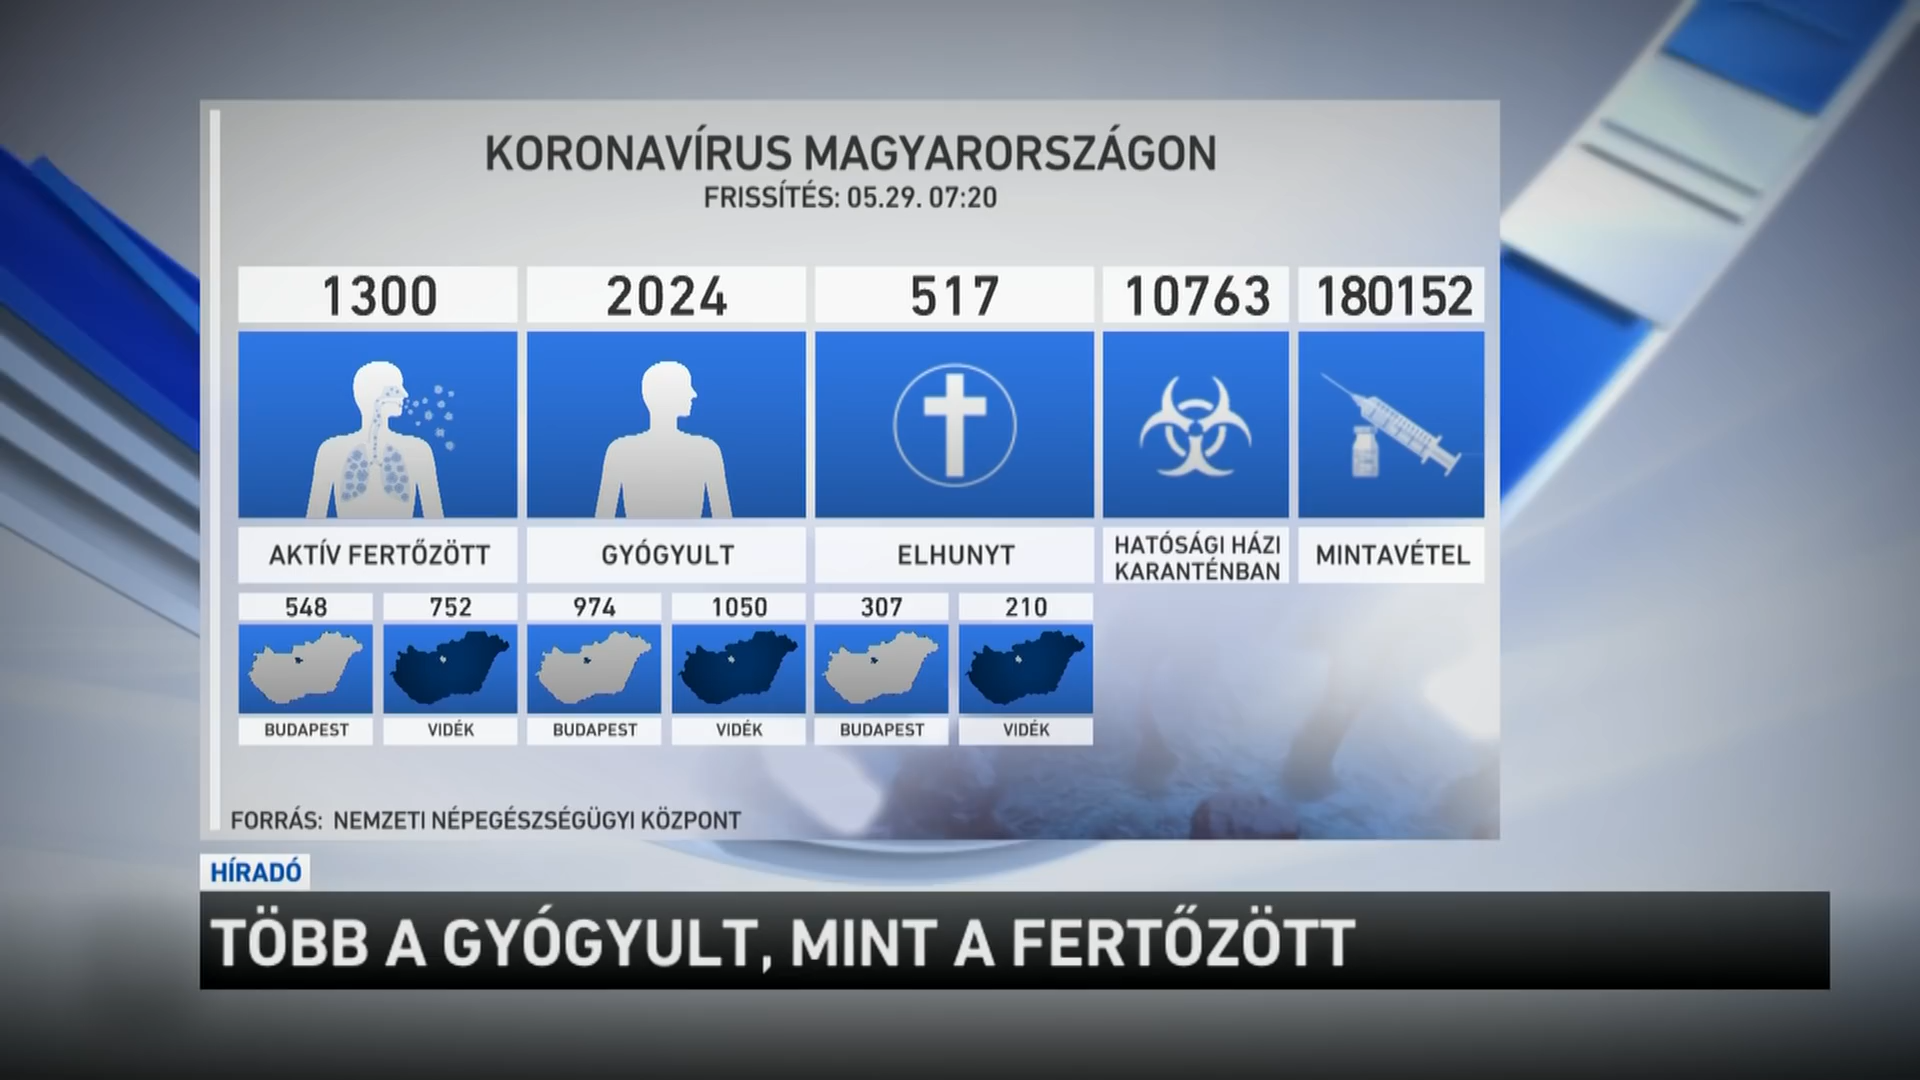 KORONAVÍRUS MAGYARORSZÁGON
FRISSÍTÉS: 05.29. 07:20
1300
2024
517
10763
180152
AKTÍV FERTŐZÖTT
GYÓGYULT
ELHUNYT
HATÓSÁGI HÁZI
KARANTÉNBAN
MINTAVÉTEL
548
752
974
1050
307
210
BUDAPEST
VIDÉK
BUDAPEST
VIDÉK
BUDAPEST
VIDÉK
FORRÁS: NEMZETI NÉPEGÉSZSÉGÜGYI KÖZPONT
HÍRADÓ
TÖBB A GYÓGYULT, MINT A FERTŐZÖTT